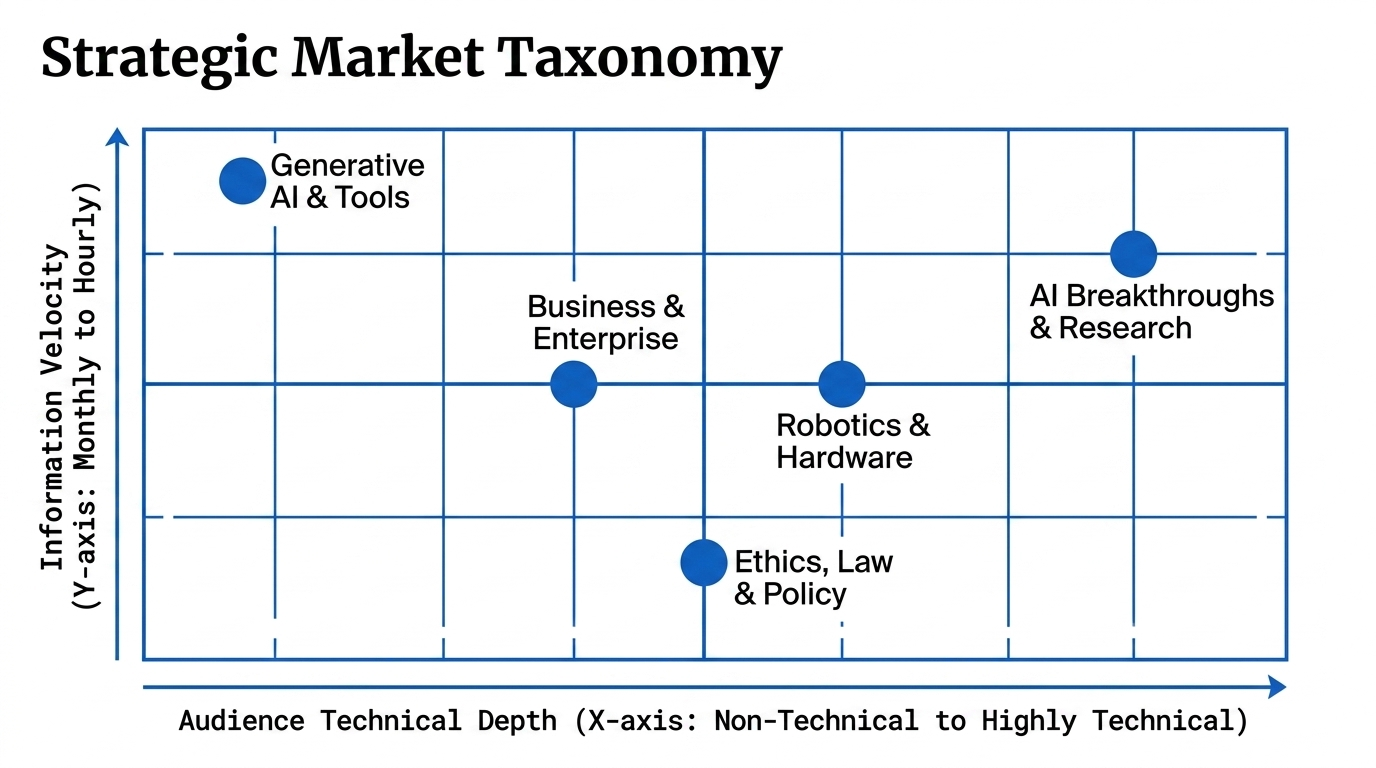 Strategic Market Taxonomy
Generative
AI & Tools
Business &
Enterprise
AI Breakthroughs
& Research
Robotics &
Hardware
Ethics, Law
& Policy
Information Velocity
(Y-axis: Monthly to Hourly)
Audience Technical Depth (X-axis: Non-Technical to Highly Technical)